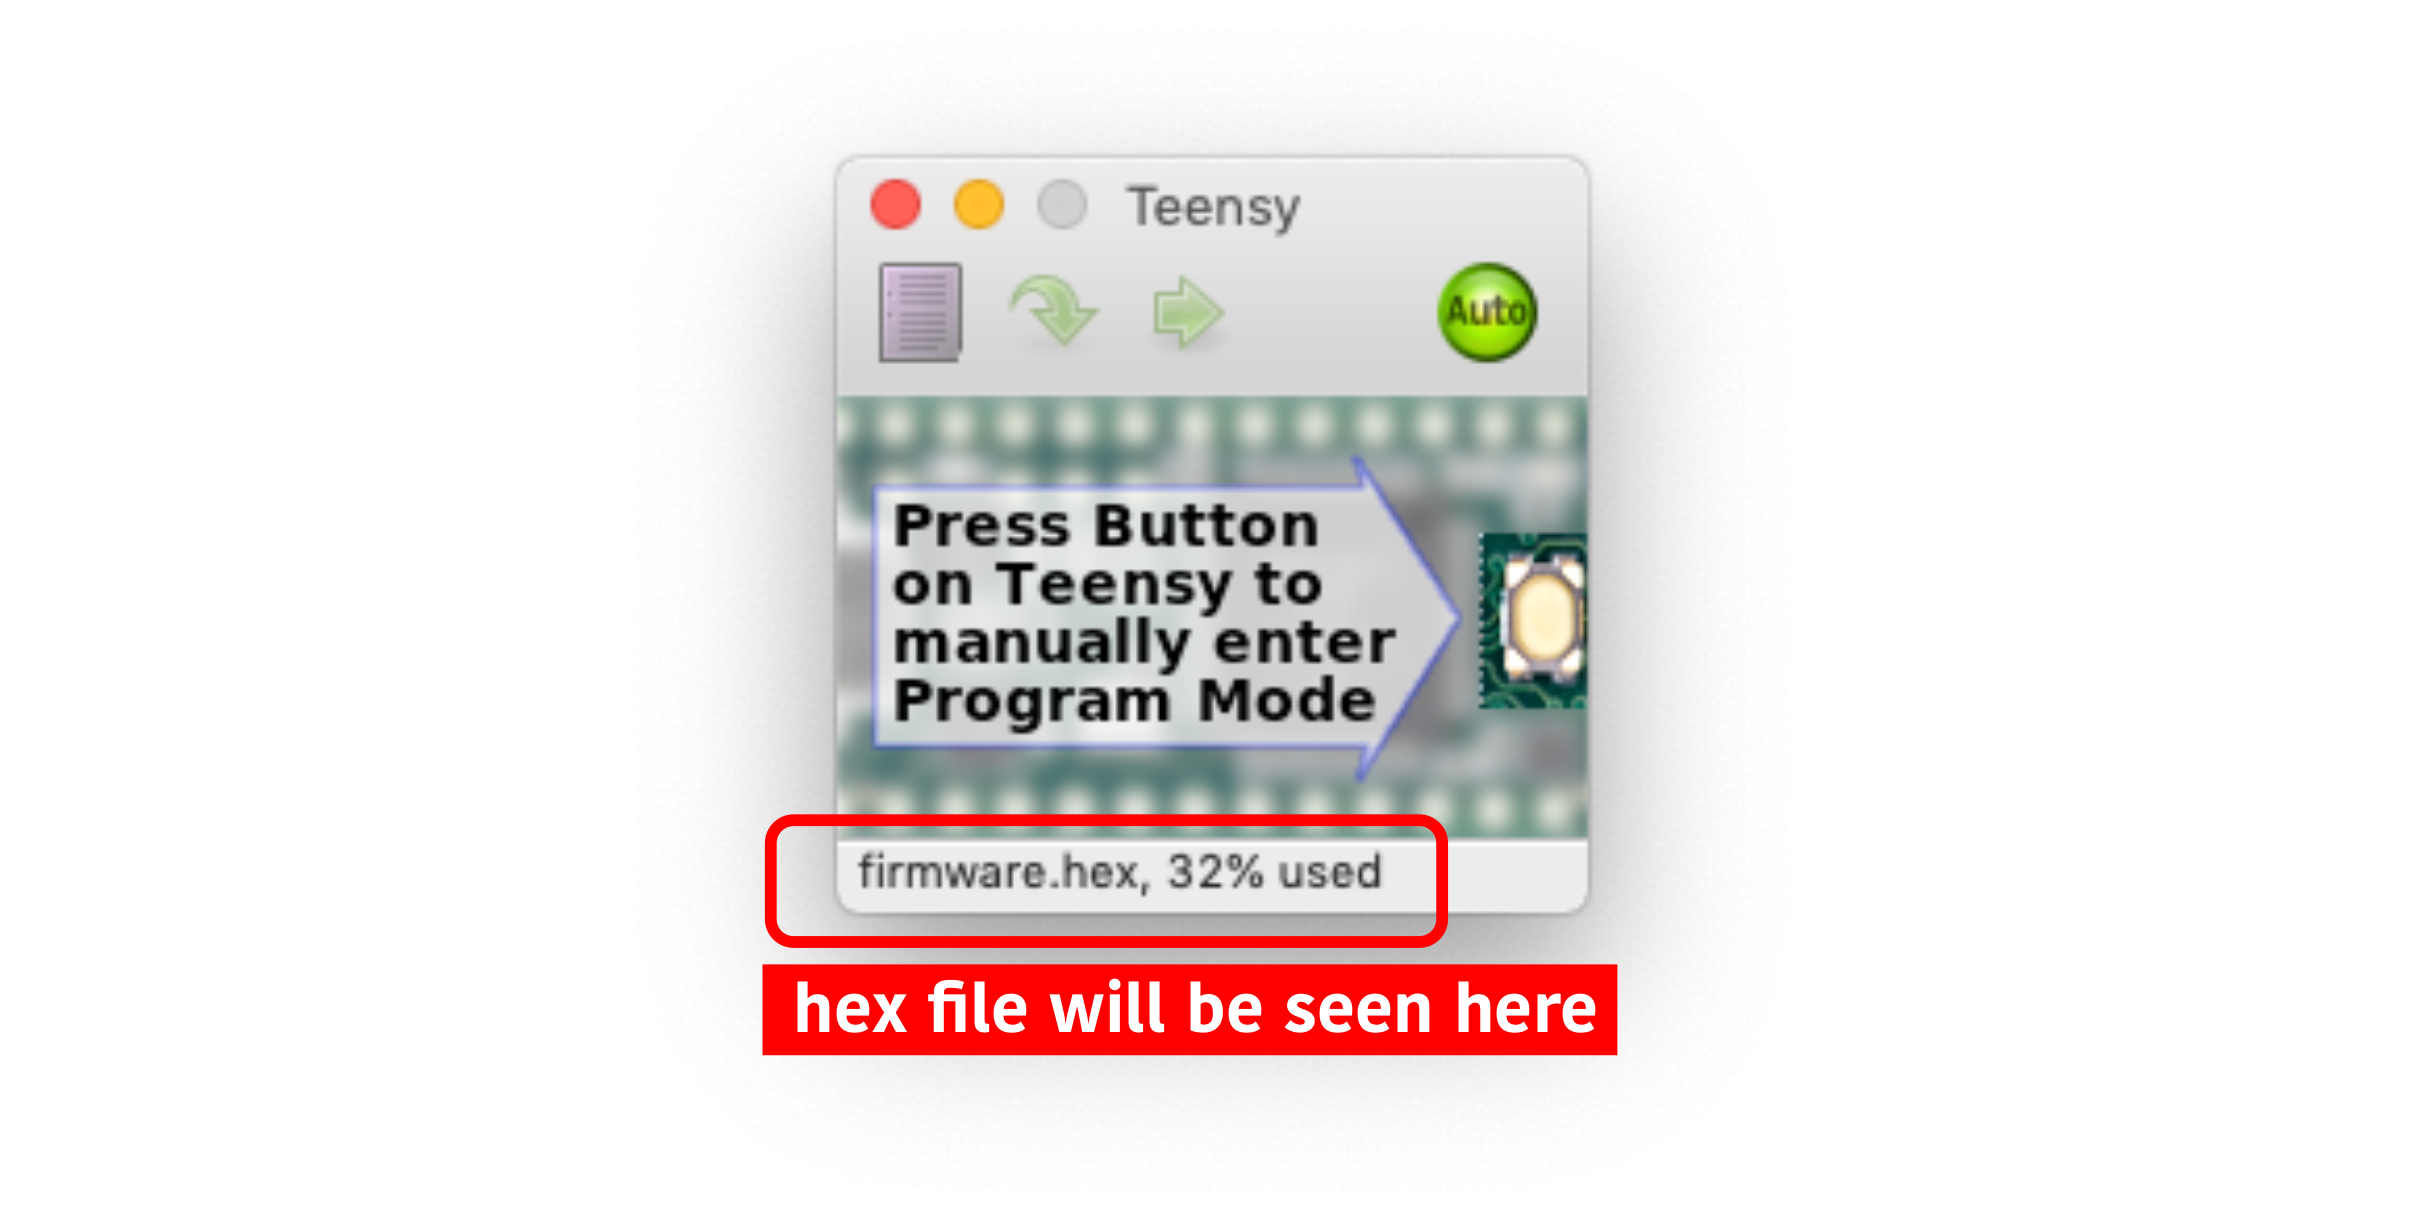 Teensy
Auto
Press Button
on Teensy to
manually enter
Program Mode
firmware.hex, 32% used
hex file will be seen here